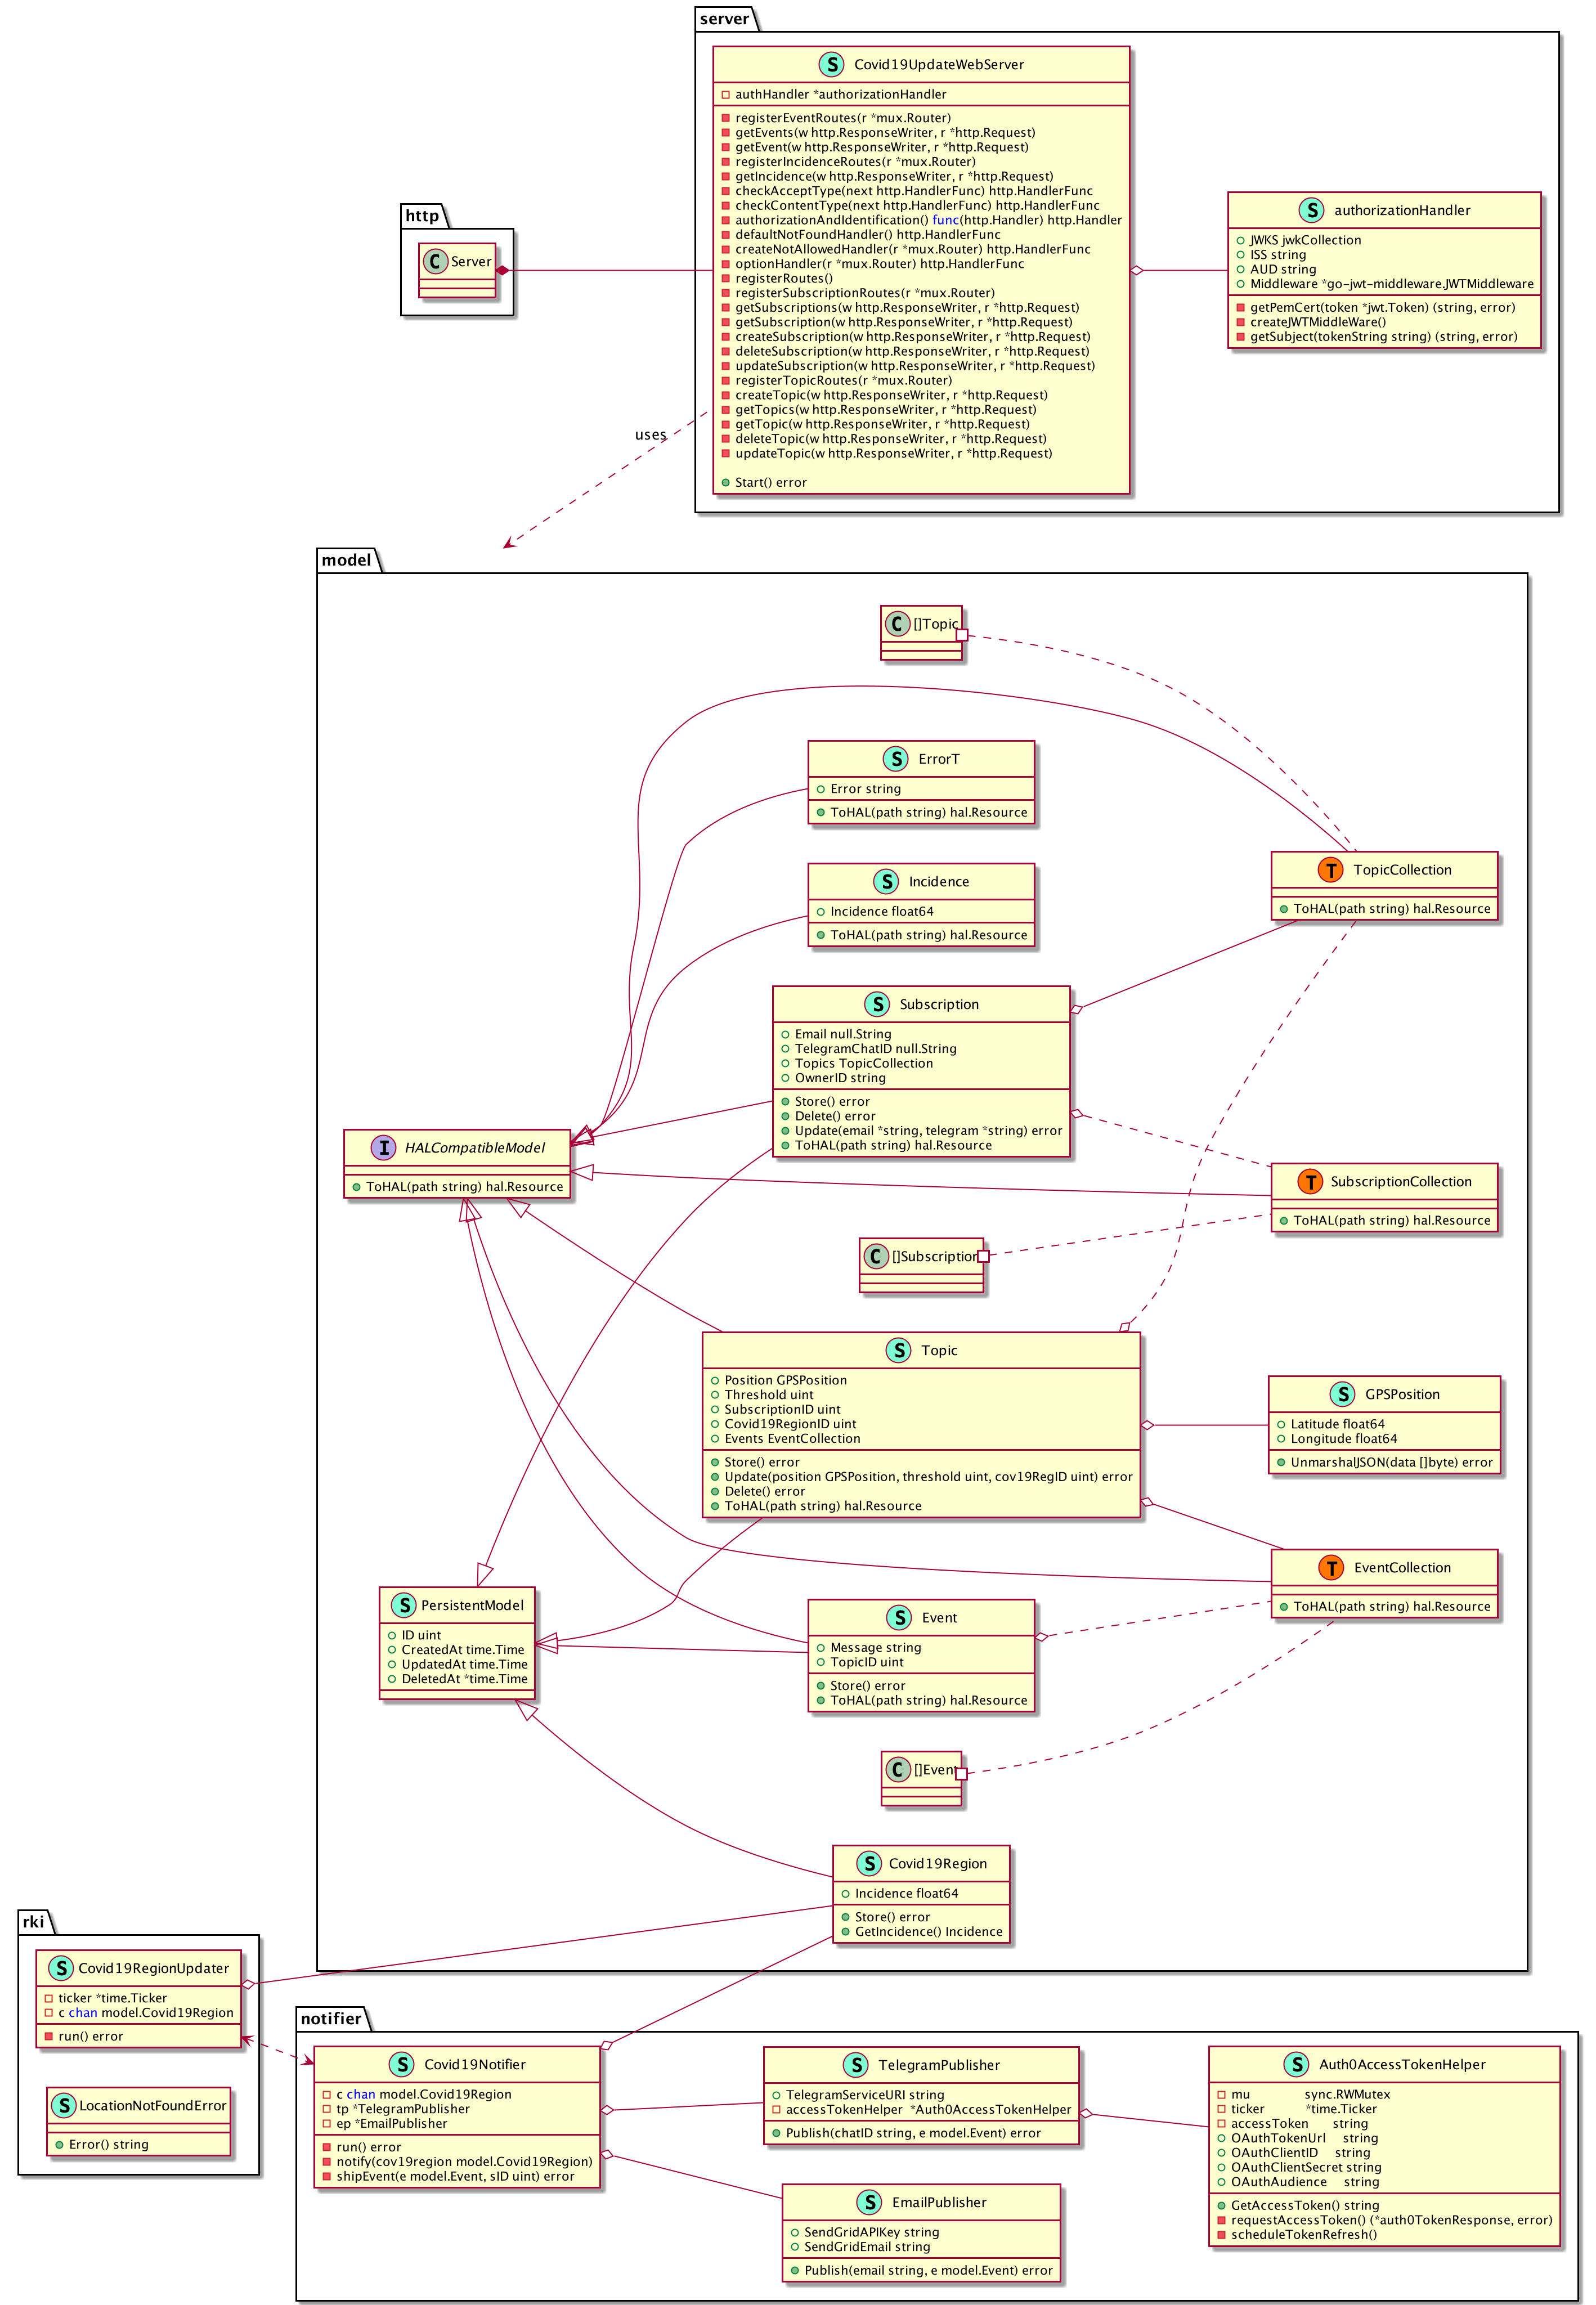 server
S Covid19UpdateWebServer
authHandler *authorizationHandler
registerEventRoutes(r *mux.Router)
getEvents(w http.ResponseWriter, r *http.Request)
getEvent(w http.ResponseWriter, r *http.Request)
registerIncidenceRoutes(r *mux.Router)
getIncidence(w http.ResponseWriter, r *http.Request)
checkAcceptType(next http.HandlerFunc) http.HandlerFunc
checkContentType(next http.HandlerFunc) http.HandlerFunc
authorizationAndIdentification() func(http.Handler) http.Handler
defaultNotFoundHandler() http.HandlerFunc
createNotAllowedHandler(r *mux.Router) http.HandlerFunc
optionHandler(r *mux.Router) http.HandlerFunc
registerRoutes()
registerSubscriptionRoutes(r *mux.Router)
getSubscriptions(w http.ResponseWriter, r *http.Request)
getSubscription(w http.ResponseWriter, r *http.Request)
createSubscription(w http.ResponseWriter, r *http.Request)
deleteSubscription(w http.ResponseWriter, r *http.Request)
updateSubscription(w http.ResponseWriter, r *http.Request)
registerTopicRoutes(r *mux.Router)
createTopic(w http.ResponseWriter, r *http.Request)
getTopics(w http.ResponseWriter, r *http.Request)
getTopic(w http.ResponseWriter, r *http.Request)
deleteTopic(w http.ResponseWriter, r *http.Request)
updateTopic(w http.ResponseWriter, r *http.Request)
Start() error
S authorizationHandler
JWKS jwkCollection
ISS string
AUD string
Middleware *go-jwt-middleware.JWTMiddleware
getPemCert(token *jwt.Token) (string, error)
createJWTMiddleWare()
getSubject(tokenString string) (string, error)
http
C Server
uses
model
C []Topic
S ErrorT
Error string
ToHAL(path string) hal.Resource
S Incidence
Incidence float64
ToHAL(path string) hal.Resource
T TopicCollection
ToHAL(path string) hal.Resource
S Subscription
Email null.String
TelegramChatID null.String
Topics TopicCollection
OwnerID string
Store() error
Delete() error
Update(email *string, telegram *string) error
ToHAL(path string) hal.Resource
I HALCompatibleModel
ToHAL(path string) hal.Resource
T SubscriptionCollection
ToHAL(path string) hal.Resource
C []Subscription
S Topic
Position GPSPosition
Threshold uint
SubscriptionID uint
Covid19RegionID uint
Events EventCollection
Store() error
Update(position GPSPosition, threshold uint, cov19RegID uint) error
Delete() error
ToHAL(path string) hal.Resource
S GPSPosition
Latitude float64
Longitude float64
UnmarshalJSON(data []byte) error
T EventCollection
ToHAL(path string) hal.Resource
S PersistentModel
ID uint
CreatedAt time.Time
UpdatedAt time.Time
DeletedAt *time.Time
S Event
Message string
TopicID uint
Store() error
ToHAL(path string) hal.Resource
C []Event
S Covid19Region
Incidence float64
Store() error
GetIncidence() Incidence
rki
S Covid19RegionUpdater
ticker *time.Ticker
c chan model.Covid19Region
run() error
S LocationNotFoundError
Error() string
notifier
S Covid19Notifier
c chan model.Covid19Region
tp *TelegramPublisher
ep *EmailPublisher
run() error
notify(cov19region model.Covid19Region)
shipEvent(e model.Event, sID uint) error
S TelegramPublisher
TelegramServiceURI string
accessTokenHelper *Auth0AccessTokenHelper
Publish(chatID string, e model.Event) error
S EmailPublisher
SendGridAPIKey string
SendGridEmail string
Publish(email string, e model.Event) error
S Auth0AccessTokenHelper
mu sync.RWMutex
ticker *time.Ticker
accessToken string
OAuthTokenUrl string
OAuthClientID string
OAuthClientSecret string
OAuthAudience string
GetAccessToken() string
requestAccessToken() (*auth0TokenResponse, error)
scheduleTokenRefresh()